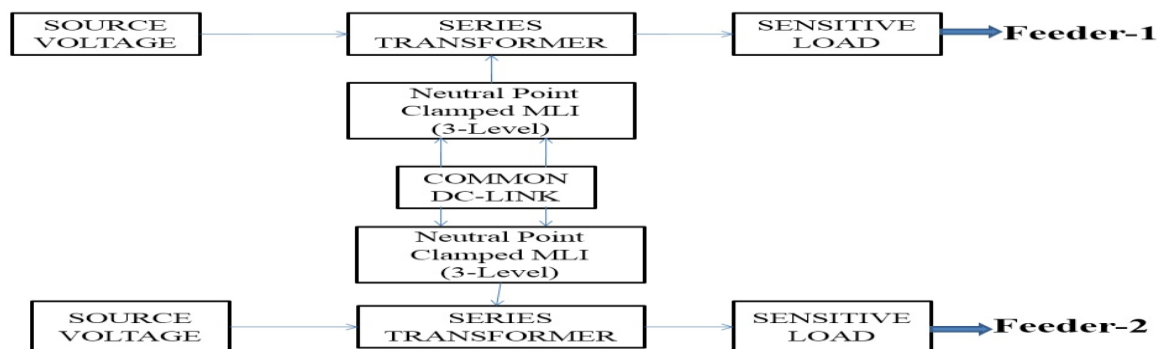 SOURCE
VOLTAGE
SERIES
TRANSFORMER
SENSITIVE
LOAD
Feeder-1
Neutral Point
Clamped MLI
(3-Level)
COMMON
DC-LINK
Neutral Point
Clamped MLI
(3-Level)
SOURCE
VOLTAGE
SERIES
TRANSFORMER
SENSITIVE
LOAD
Feeder-2